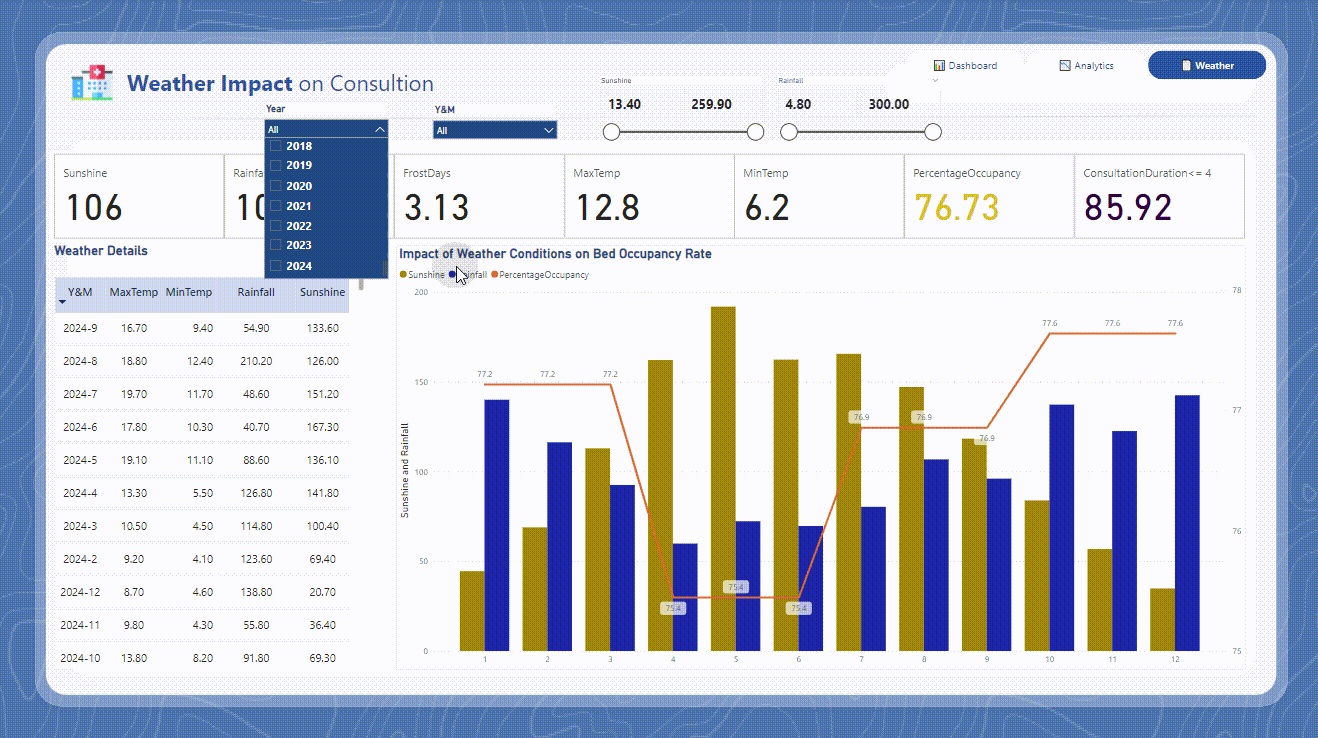 Weather Impact on Consultion
Dashboard
Analytics
Weather
Sunshine
Rainfall
13.40
259.90
4.80
300.00
Year
Y&M
All
All
2018
2019
2020
2021
2022
2023
2024
Sunshine
106
FrostDays
3.13
MaxTemp
12.8
MinTemp
6.2
PercentageOccupancy
76.73
ConsultationDuration<= 4
85.92
Weather Details
Y&M MaxTemp MinTemp Rainfall Sunshine
2024-9 16.70 9.40 54.90 133.60
2024-8 18.80 12.40 210.20 126.00
2024-7 19.70 11.70 48.60 151.20
2024-6 17.80 10.30 40.70 167.30
2024-5 19.10 11.10 88.60 136.10
2024-4 13.30 5.50 126.80 141.80
2024-3 10.50 4.50 114.80 100.40
2024-2 9.20 4.10 123.60 69.40
2024-12 8.70 4.60 138.80 20.70
2024-11 9.80 4.30 55.80 36.40
2024-10 13.80 8.20 91.80 69.30
Impact of Weather Conditions on Bed Occupancy Rate
Sunshine
PercentageOccupancy
Sunshine and Rainfall
200
150
100
50
0
78
77
76
75
77.2 77.2 77.2 75.4 75.4 75.4 76.9 76.9 76.9 77.6 77.6 77.6
1 2 3 4 5 6 7 8 9 10 11 12